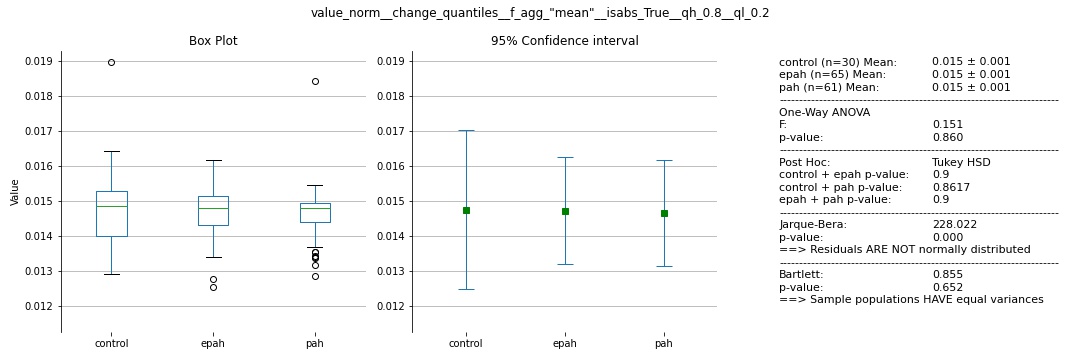 value_norm__change_quantiles__f_agg_"mean"__isabs_True__qh_0.8__ql_0.2
Box Plot
0.019
0.018
0.017
0.016
0.015
0.014
0.013
0.012
Value
control epah pah
95% Confidence interval
0.019
0.018
0.017
0.016
0.015
0.014
0.013
0.012
control epah pah
control (n=30) Mean: 0.015 ± 0.001
epah (n=65) Mean: 0.015 ± 0.001
pah (n=61) Mean: 0.015 ± 0.001
One-Way ANOVA
F: 0.151
p-value: 0.860
Post Hoc: Tukey HSD
control + epah p-value: 0.9
control + pah p-value: 0.8617
epah + pah p-value: 0.9
Jarque-Bera: 228.022
p-value: 0.000
==> Residuals ARE NOT normally distributed
Bartlett: 0.855
p-value: 0.652
==> Sample populations HAVE equal variances